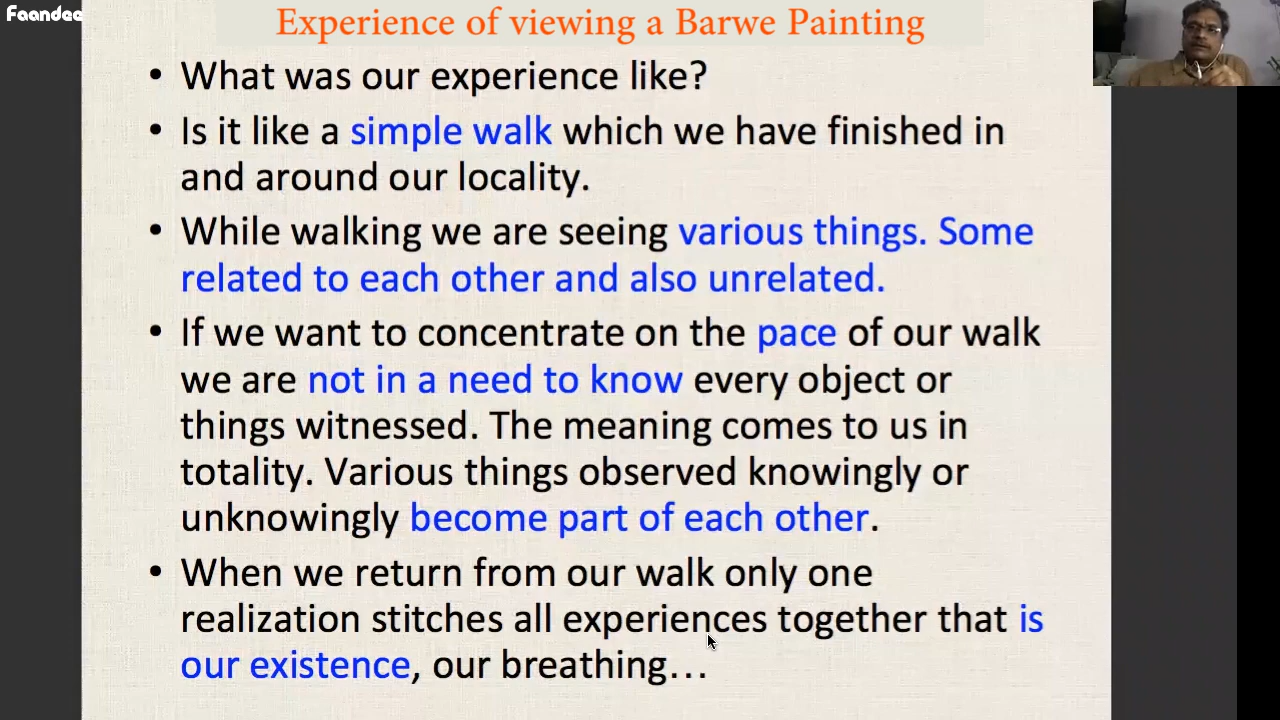 Faandee
Experience of viewing a Barwe Painting
• What was our experience like?
• Is it like a simple walk which we have finished in
and around our locality.
• While walking we are seeing various things. Some
related to each other and also unrelated.
• If we want to concentrate on the pace of our walk
we are not in a need to know every object or
things witnessed. The meaning comes to us in
totality. Various things observed knowingly or
unknowingly become part of each other.
• When we return from our walk only one
realization stitches all experiences together that is
our existence, our breathing...